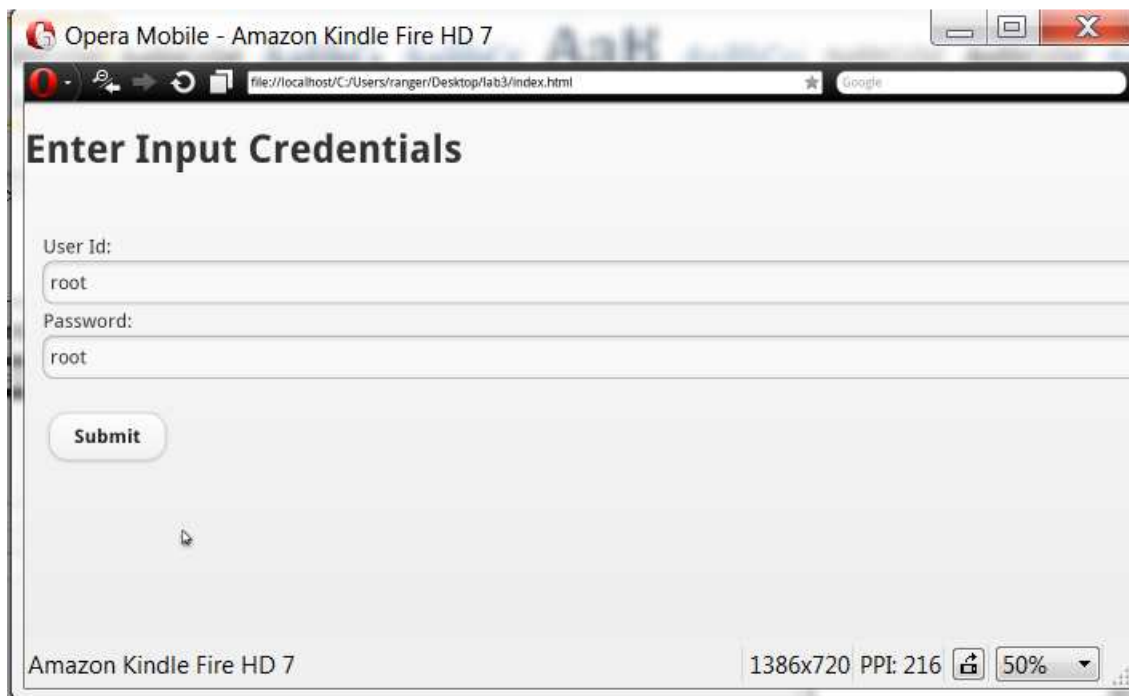 Opera Mobile - Amazon Kindle Fire HD 7
file://localhost/C:/Users/ranger/Desktop/lab3/index.html
Google
Enter Input Credentials
User Id:
root
Password:
root
Submit
Amazon Kindle Fire HD 7 1386x720 PPI: 216 50%